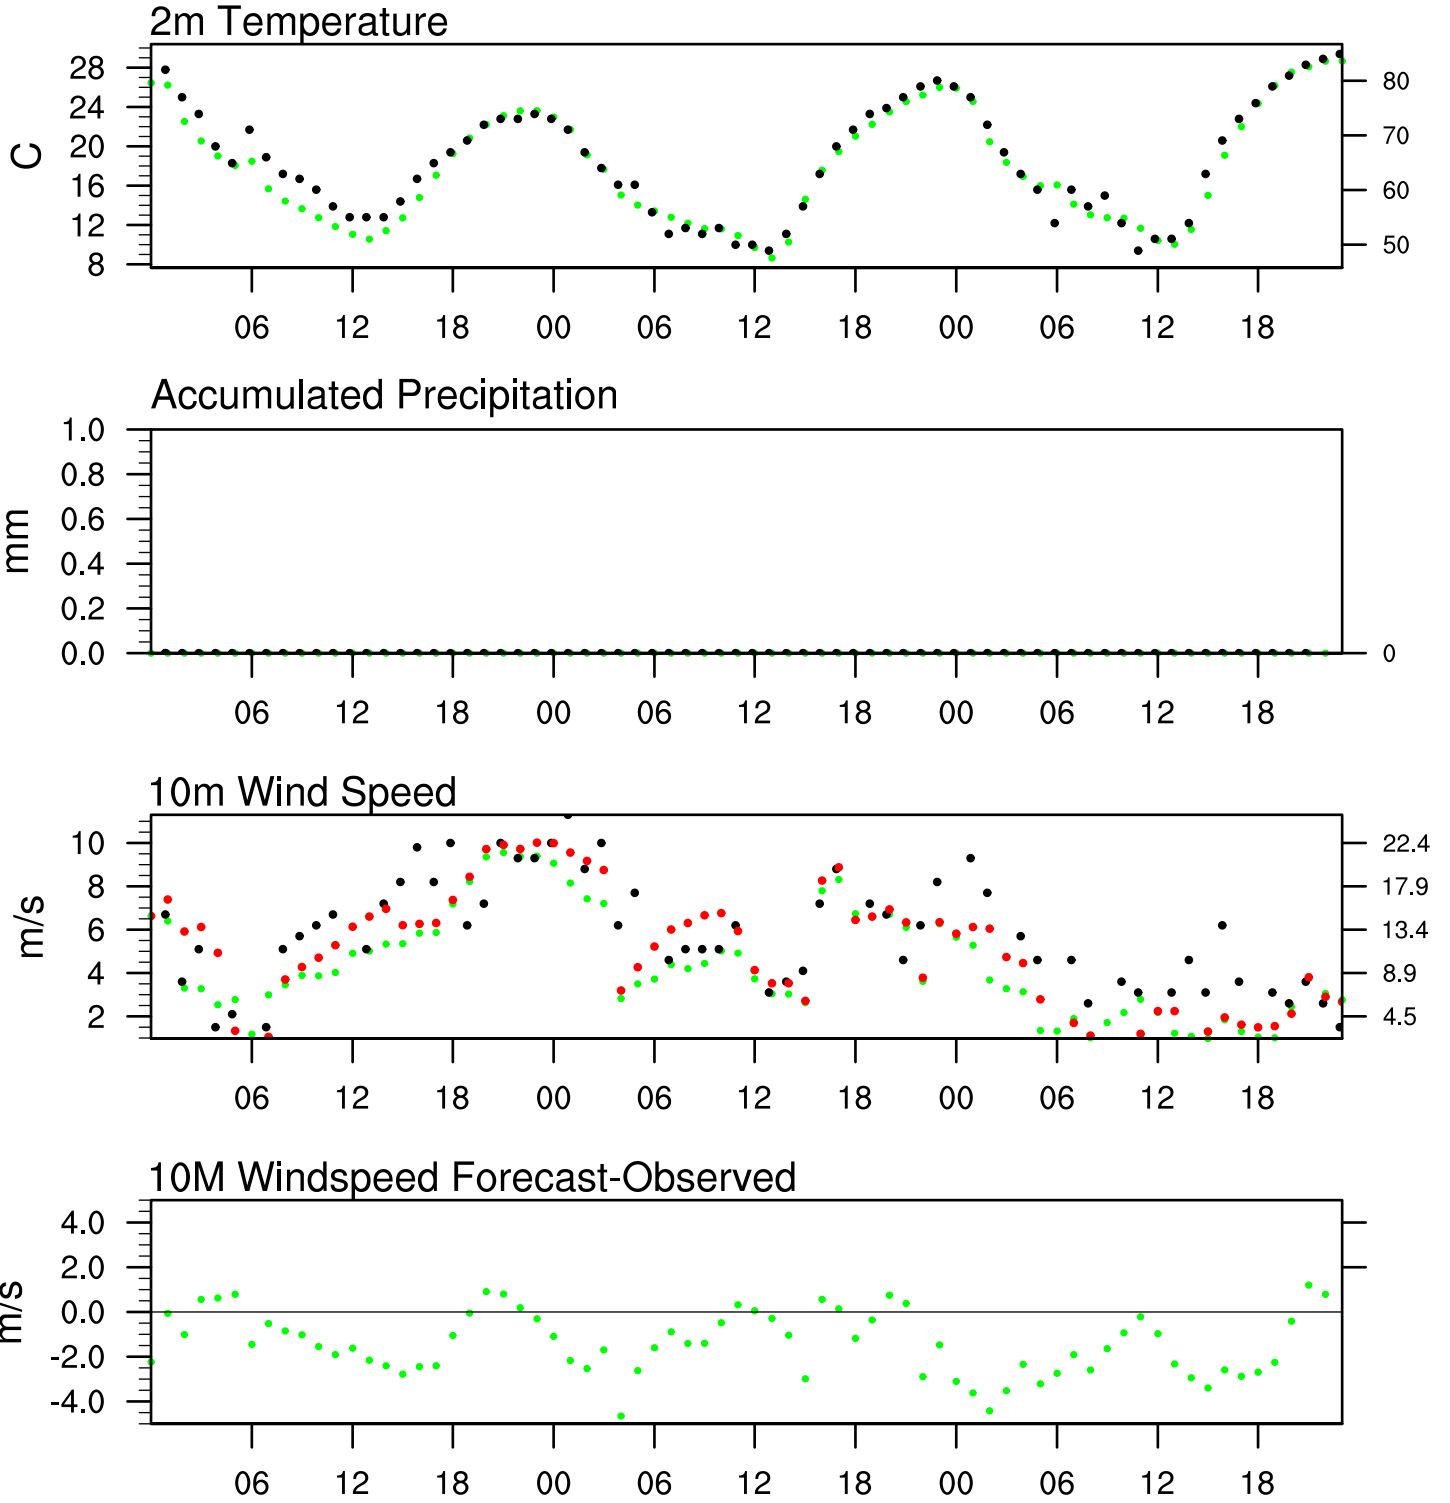 2m Temperature
28
24
20
16
12
8
C
80
70
60
50
06 12 18 00 06 12 18 00 06 12 18
Accumulated Precipitation
1.0
0.8
0.6
0.4
0.2
0.0
mm
0
06 12 18 00 06 12 18 00 06 12 18
10m Wind Speed
10
8
6
4
2
m/s
22.4
17.9
13.4
8.9
4.5
06 12 18 00 06 12 18 00 06 12 18
10M Windspeed Forecast-Observed
4.0
2.0
0.0
-2.0
-4.0
m/s
06 12 18 00 06 12 18 00 06 12 18